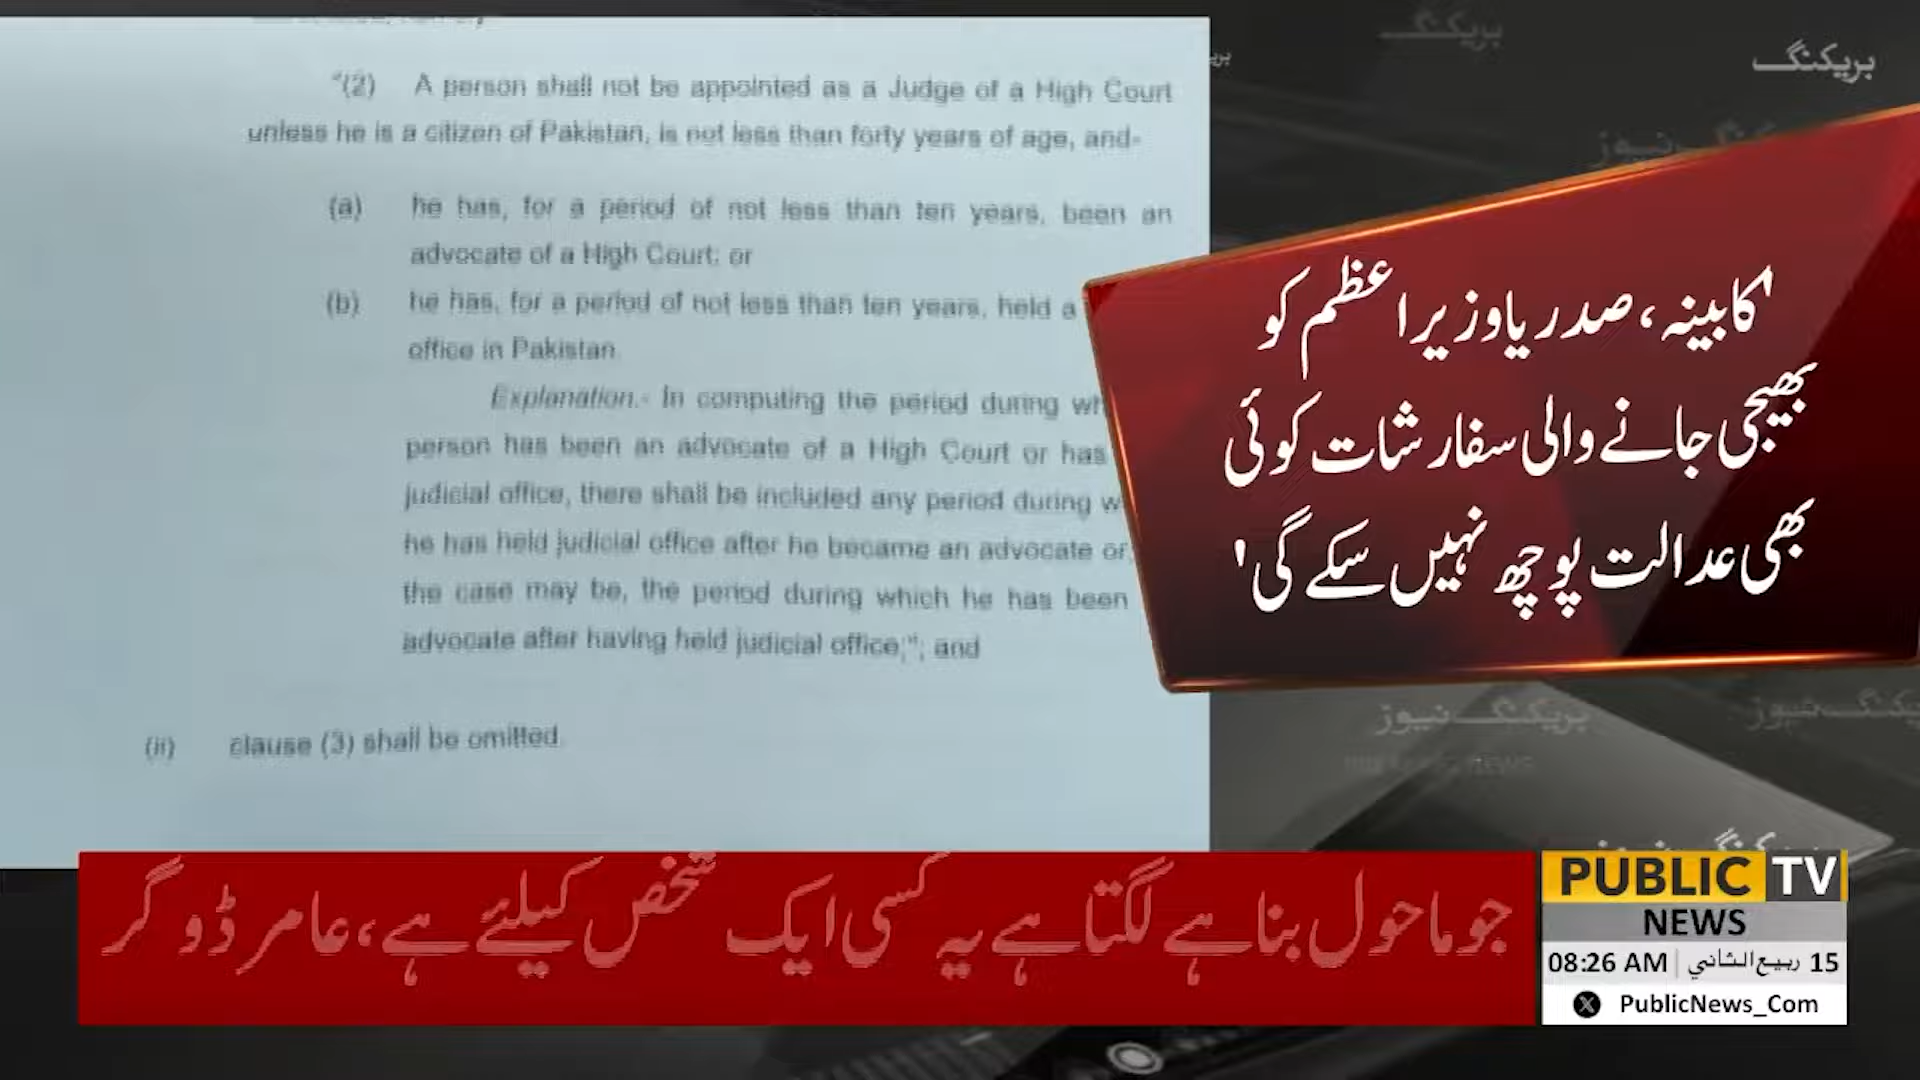 "(2) A person shall not be appointed as a Judge of a High Court
unless he is a citizen of Pakistan, is not less than forty years of age, and-
(a) he has, for a period of not less than ten years, been an
advocate of a High Court; or
(b) he has, for a period of not less than ten years, held a
office in Pakistan.
Explanation.- In computing the period during
person has been an advocate of a High Court or has
judicial office, there shall be included any period during
he has held judicial office after he became an advocate or,
the case may be, the period during which he has been
advocate after having held judicial office;"; and
(ii) clause (3) shall be omitted.
بریکنگ
بریکنگ
بریکنگ نیوز
'کابینہ، صدر یا وزیراعظم کو
بھیجی جانے والی سفارشات کوئی
بھی عدالت پوچھ نہیں سکے گی'
بریکنگ نیوز
جو ماحول بنا ہے لگتا ہے یہ کسی ایک شخص کیلئے ہے، عامر ڈوگر
PUBLIC TV
NEWS
08:26 AM | 15 ربيع الثاني
X PublicNews_Com